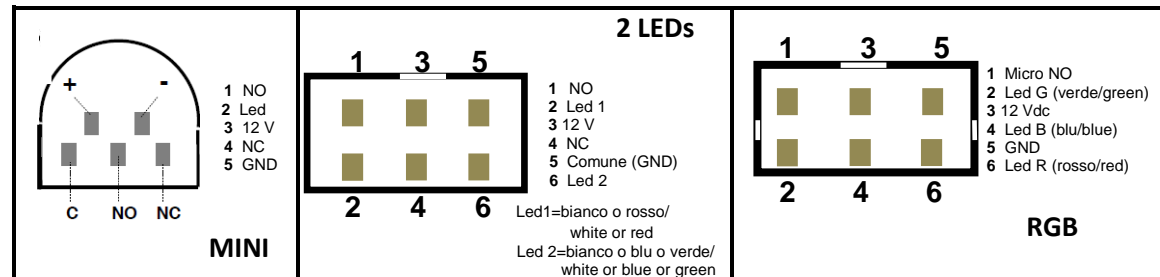 + -
1 NO
2 Led
3 12 V
4 NC
5 GND
C NO NC
MINI
2 LEDs
1 3 5
1 NO
2 Led 1
3 12 V
4 NC
5 Comune (GND)
6 Led 2
2 4 6
Led1=bianco o rosso/
white or red
Led 2=bianco o blu o verde/
white or blue or green
1 3 5
1 Micro NO
2 Led G (verde/green)
3 12 Vdc
4 Led B (blu/blue)
5 GND
6 Led R (rosso/red)
2 4 6
RGB